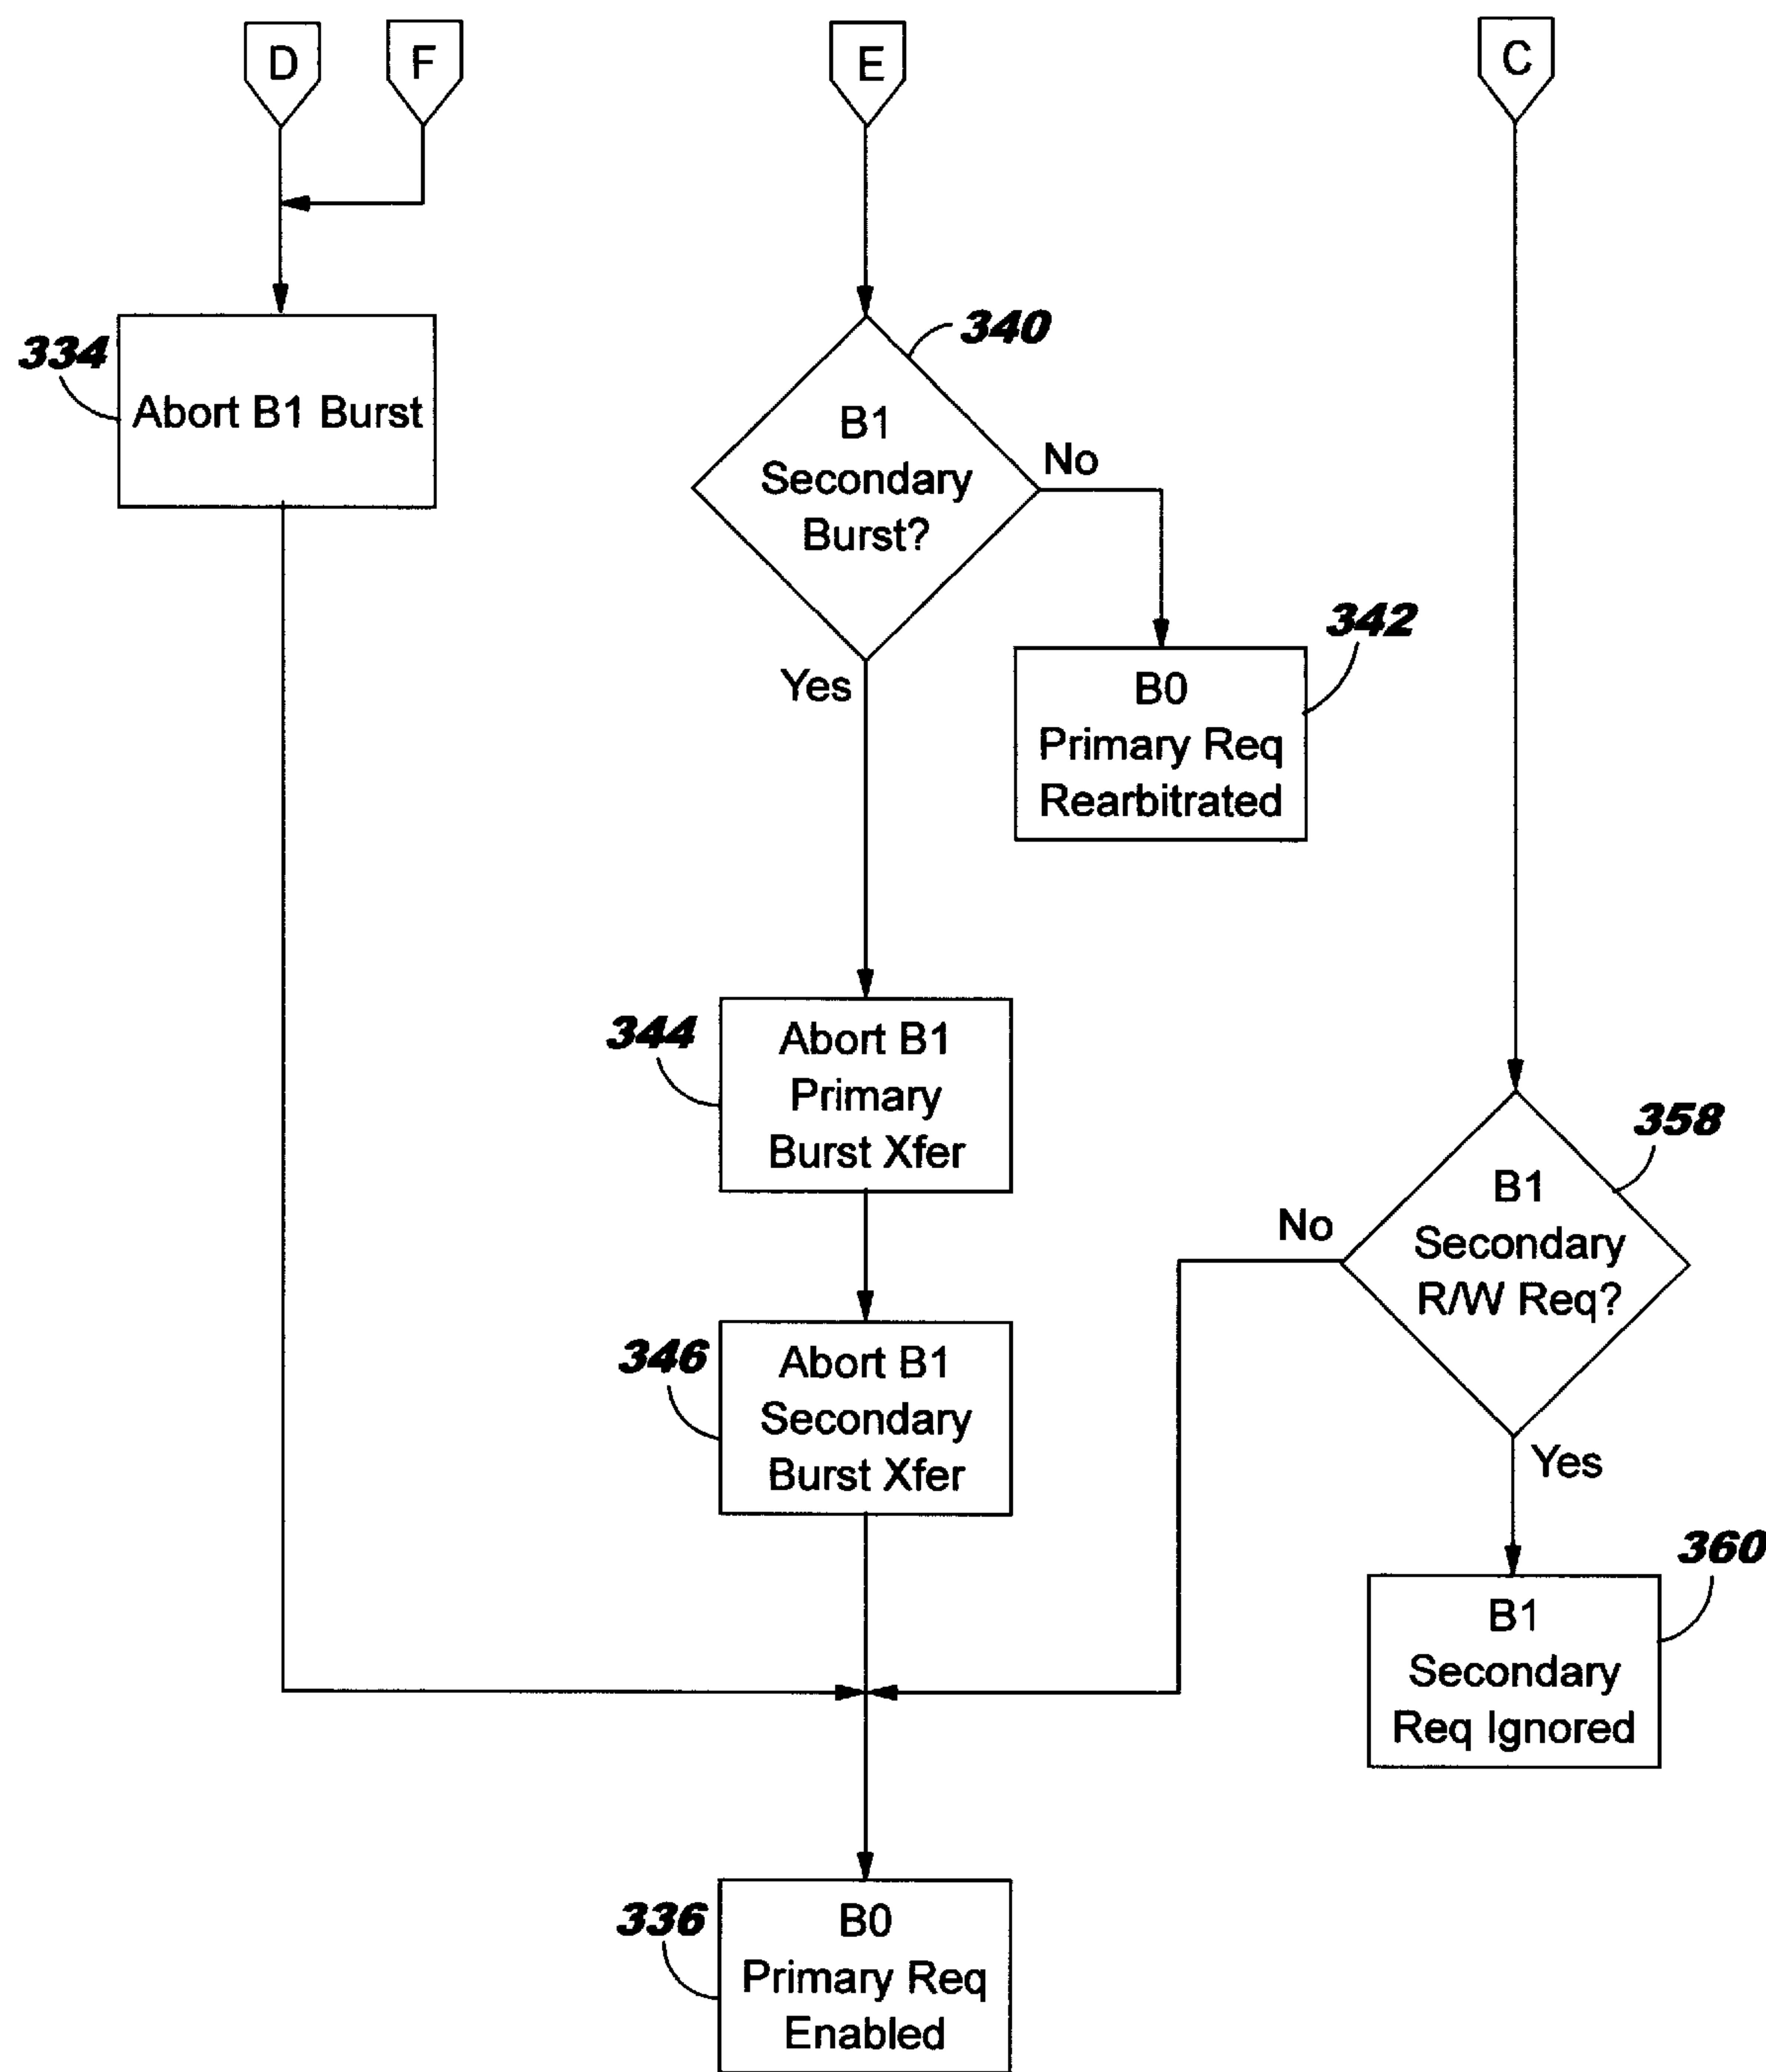 D
F
E
C
334
Abort B1 Burst
340
B1
Secondary
Burst?
No
Yes
342
B0
Primary Req
Rearbitrated
344
Abort B1
Primary
Burst Xfer
346
Abort B1
Secondary
Burst Xfer
358
B1
Secondary
R/W Req?
No
Yes
360
B1
Secondary
Req Ignored
336
B0
Primary Req
Enabled